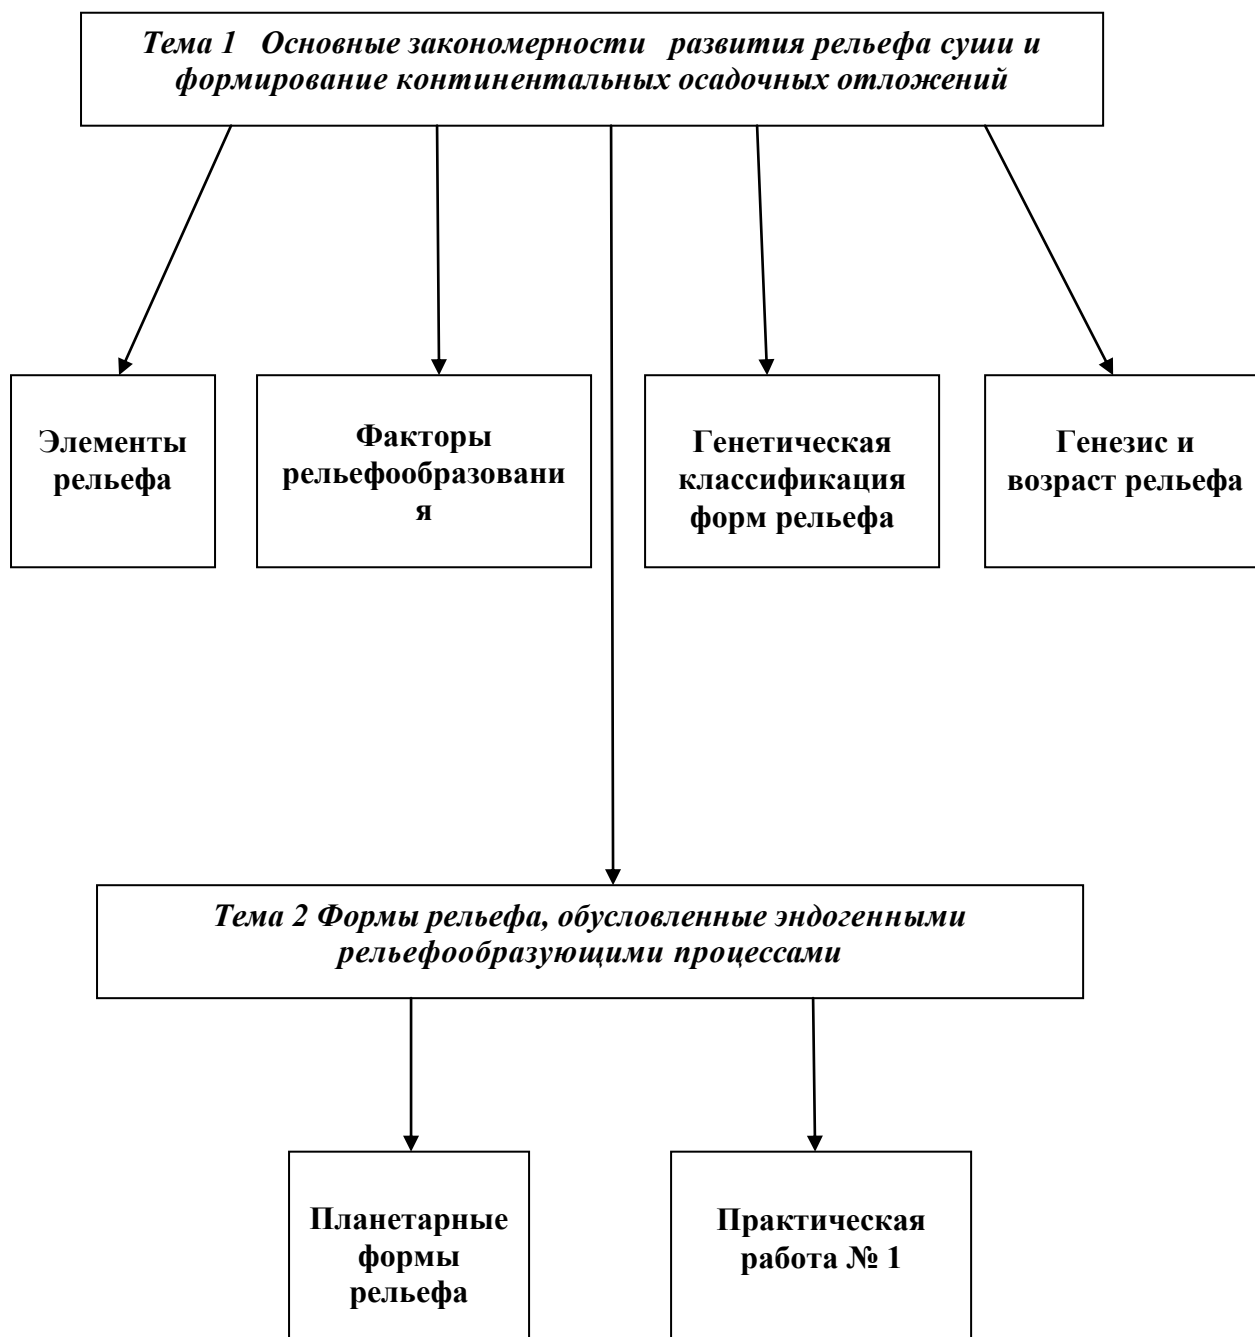 Тема 1 Основные закономерности развития рельефа суши и
формирование континентальных осадочных отложений
Элементы
рельефа
Факторы
рельефообразовани
я
Генетическая
классификация
форм рельефа
Генезис и
возраст рельефа
Тема 2 Формы рельефа, обусловленные эндогенными
рельефообразующими процессами
Планетарные
формы
рельефа
Практическая
работа № 1